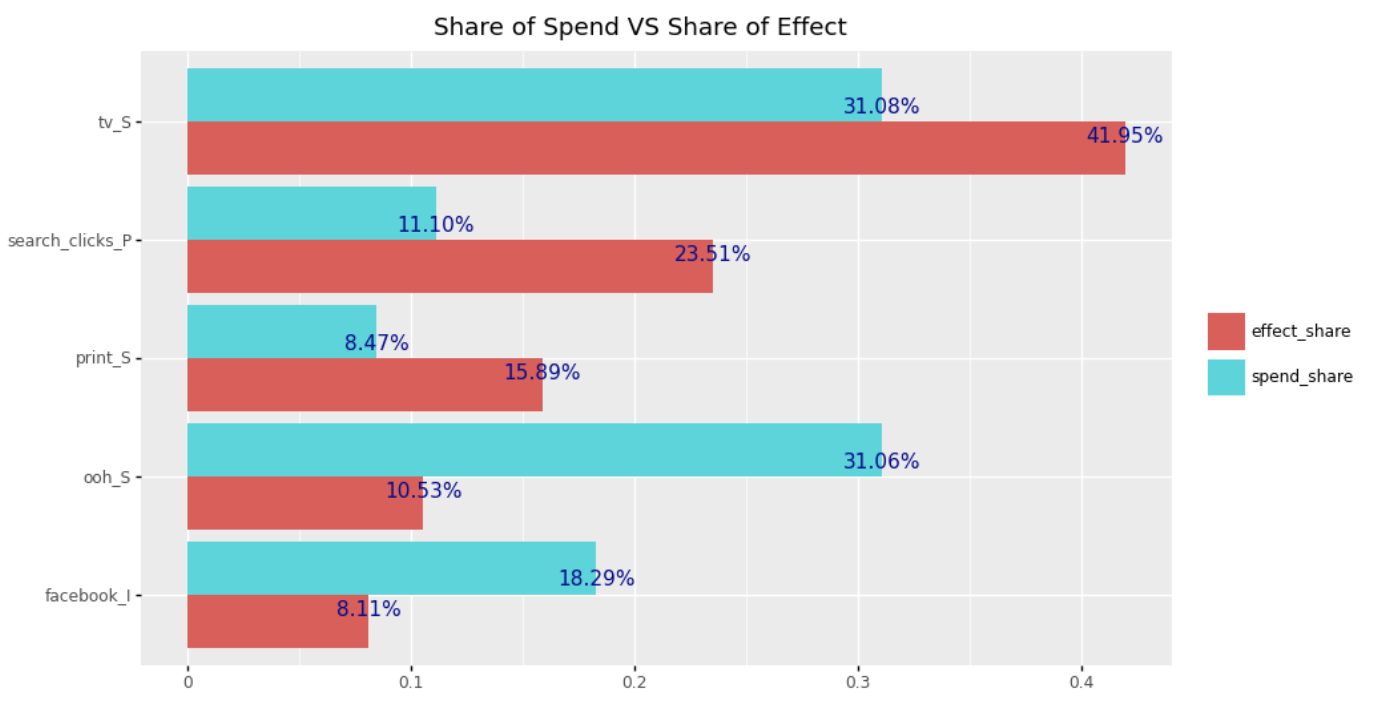 Share of Spend VS Share of Effect
tv_S
31.08%
41.95%
search_clicks_P
11.10%
23.51%
print_S
8.47%
15.89%
ooh_S
31.06%
10.53%
facebook_I
18.29%
8.11%
0 0.1 0.2 0.3 0.4
effect_share
spend_share